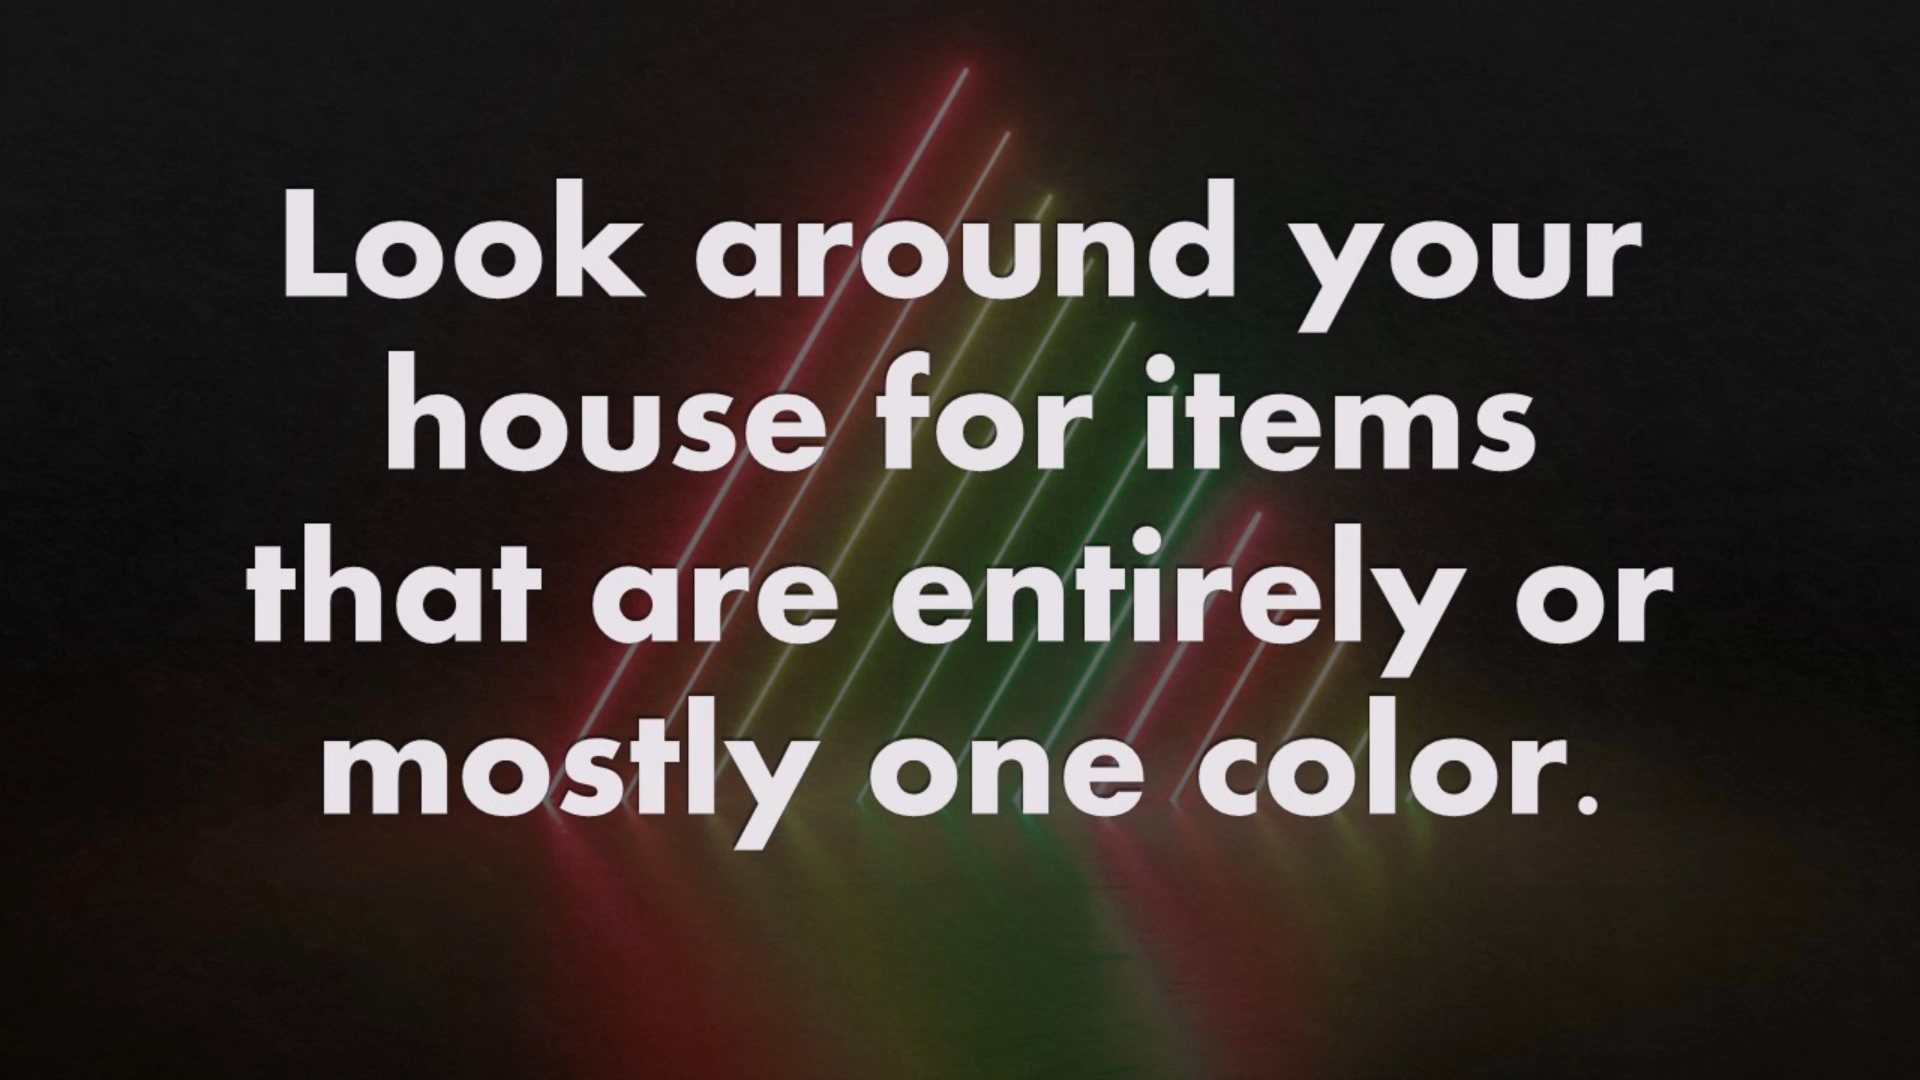 Look around your
house for items
that are entirely or
mostly one color.